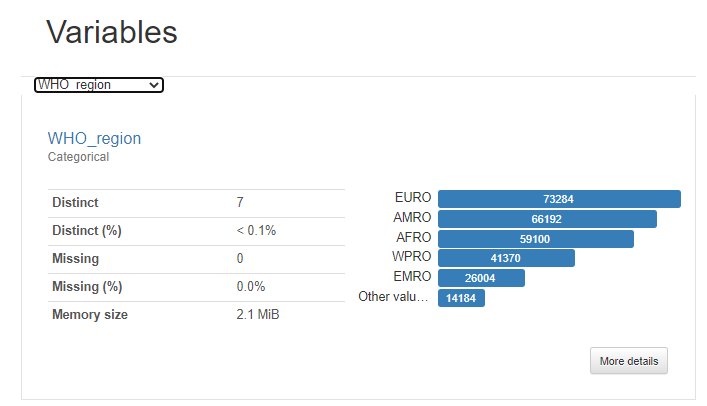 Variables
WHO_region
WHO_region
Categorical
Distinct 7
Distinct (%) < 0.1%
Missing 0
Missing (%) 0.0%
Memory size 2.1 MiB
EURO 73284
AMRO 66192
AFRO 59100
WPRO 41370
EMRO 26004
Other valu… 14184
More details